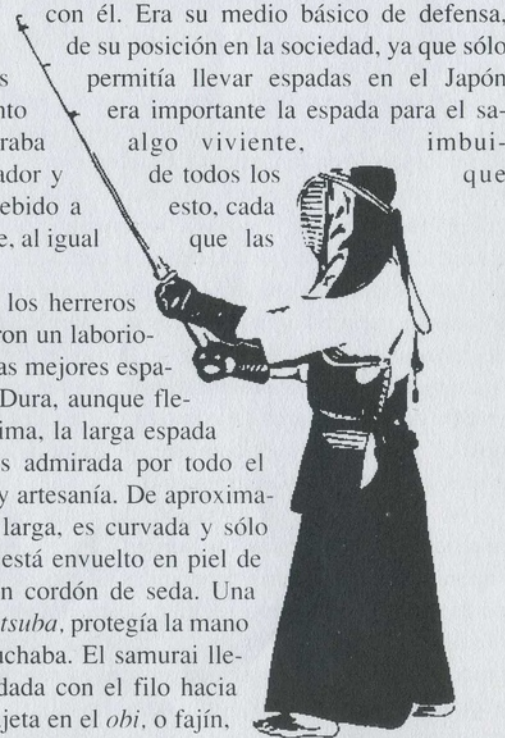 con él. Era su medio básico de defensa,
de su posición en la sociedad, ya que sólo
s permitía llevar espadas en el Japón
nto era importante la espada para el sa-
raba algo viviente, imbui-
ador y de todos los que
ebido a esto, cada
e, al igual que las
los herreros
ron un laborio-
as mejores espa-
Dura, aunque fle-
ima, la larga espada
s admirada por todo el
y artesanía. De aproxima-
larga, es curvada y sólo
está envuelto en piel de
n cordón de seda. Una
tsuba, protegía la mano
uchaba. El samurai lle-
dada con el filo hacia
jeta en el obi, o fajín,